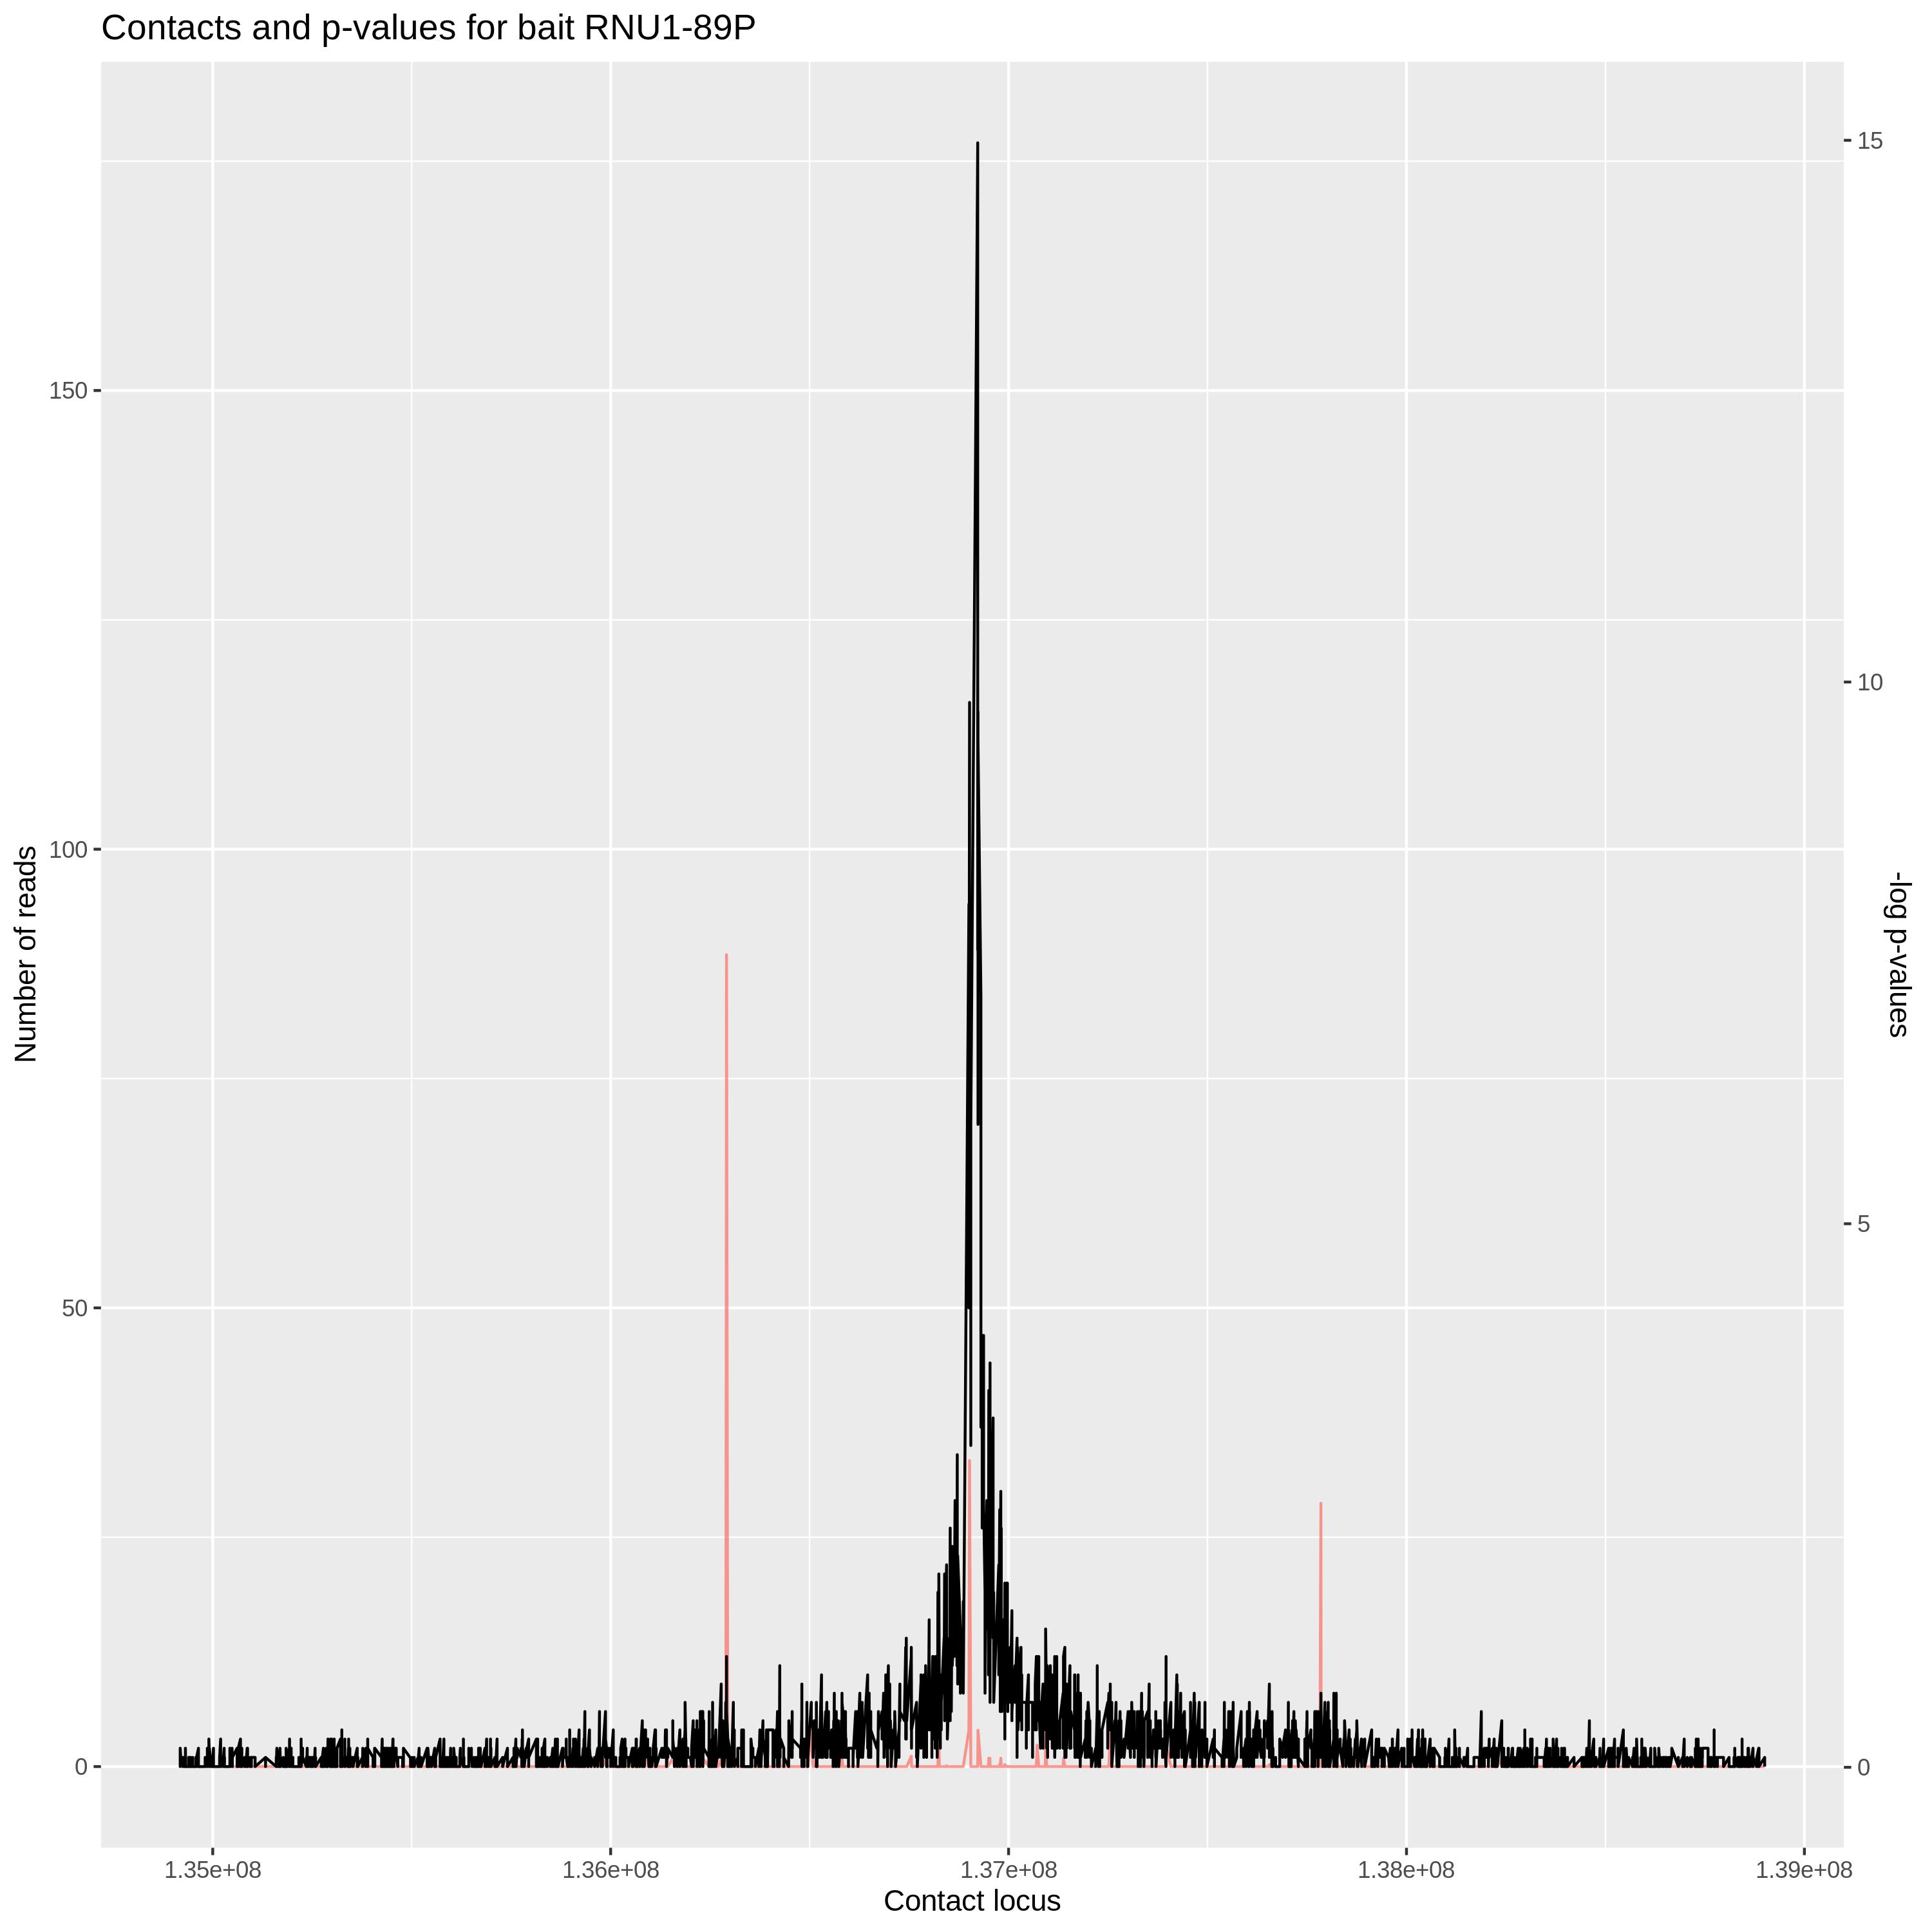 Contacts and p-values for bait RNU1-89P
Number of reads
150
100
50
0
15
10
5
0
-log p-values
1.35e+08
1.36e+08
1.37e+08
1.38e+08
1.39e+08
Contact locus